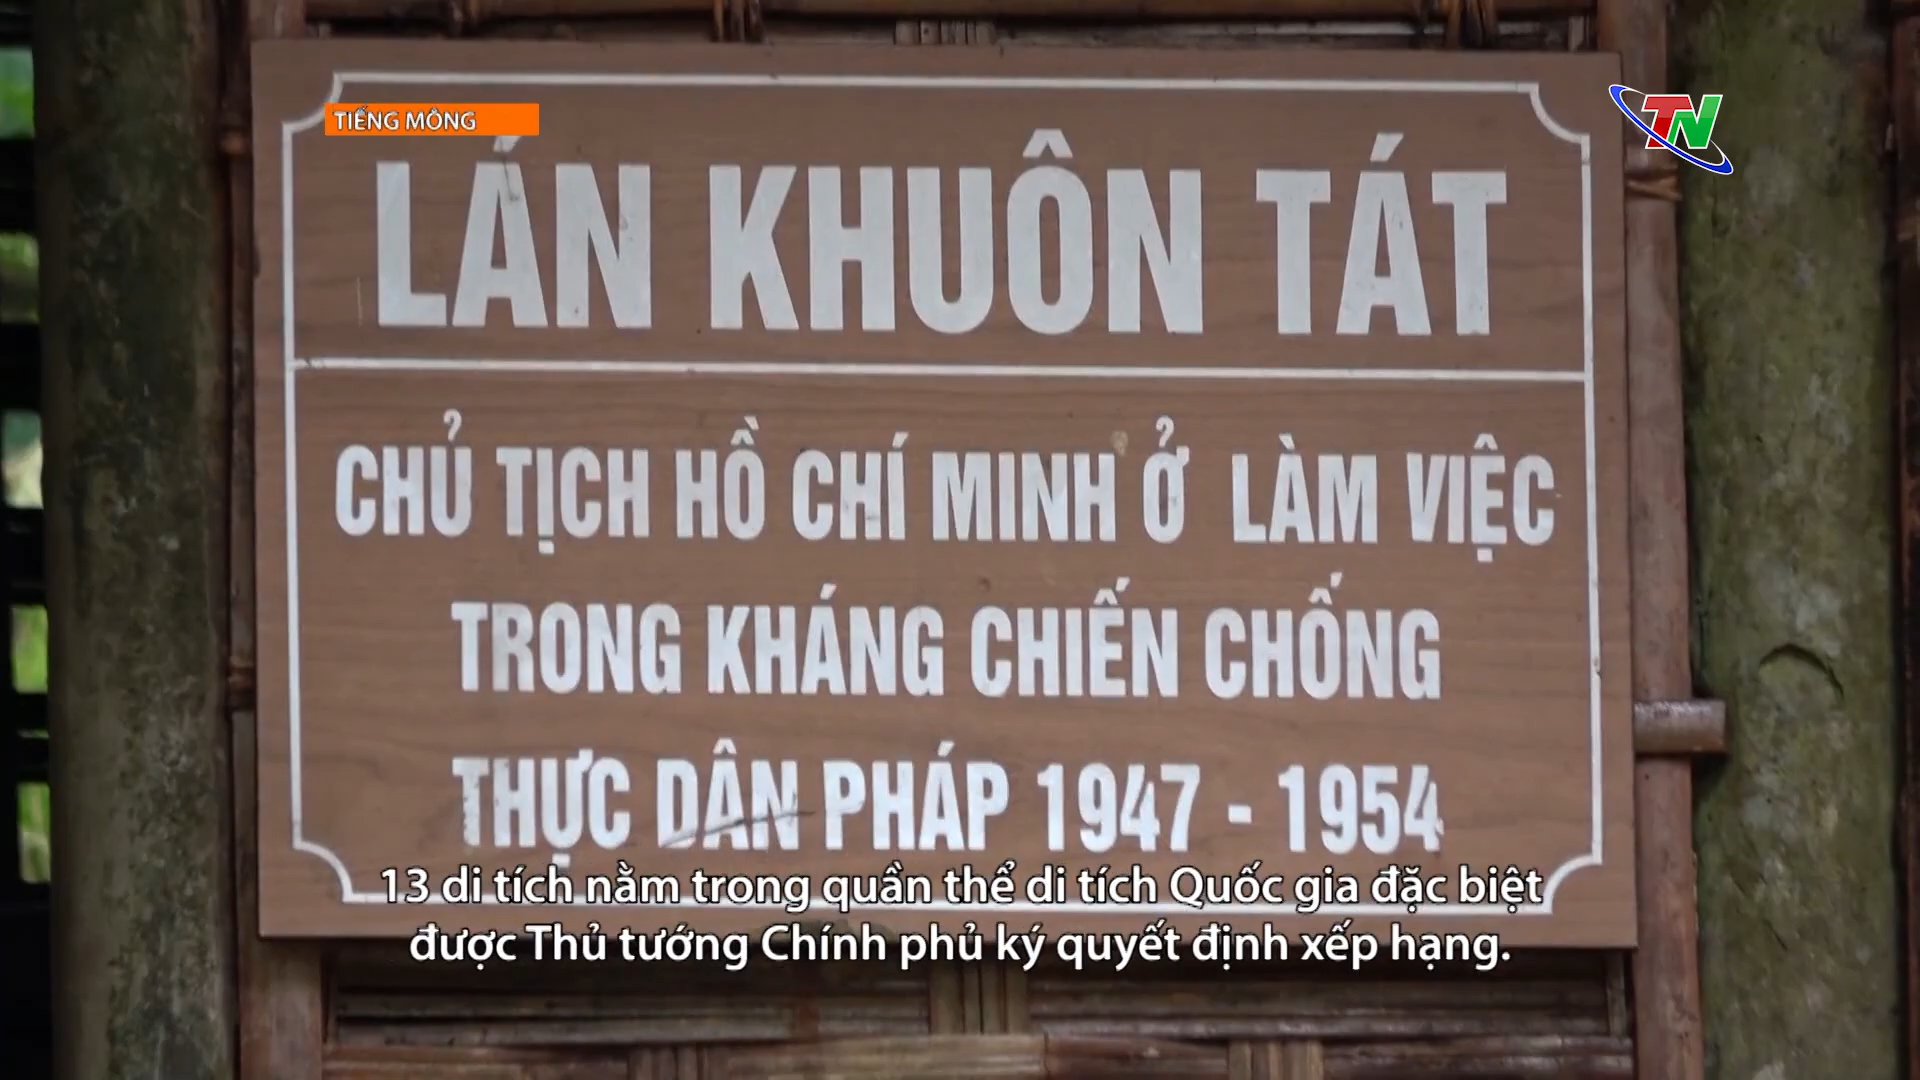 TIẾNG MÔNG
TN
LÁN KHUÔN TÁT
CHỦ TỊCH HỒ CHÍ MINH Ở LÀM VIỆC
TRONG KHÁNG CHIẾN CHỐNG
THỰC DÂN PHÁP 1947 - 1954
13 di tích nằm trong quần thể di tích Quốc gia đặc biệt
được Thủ tướng Chính phủ ký quyết định xếp hạng.